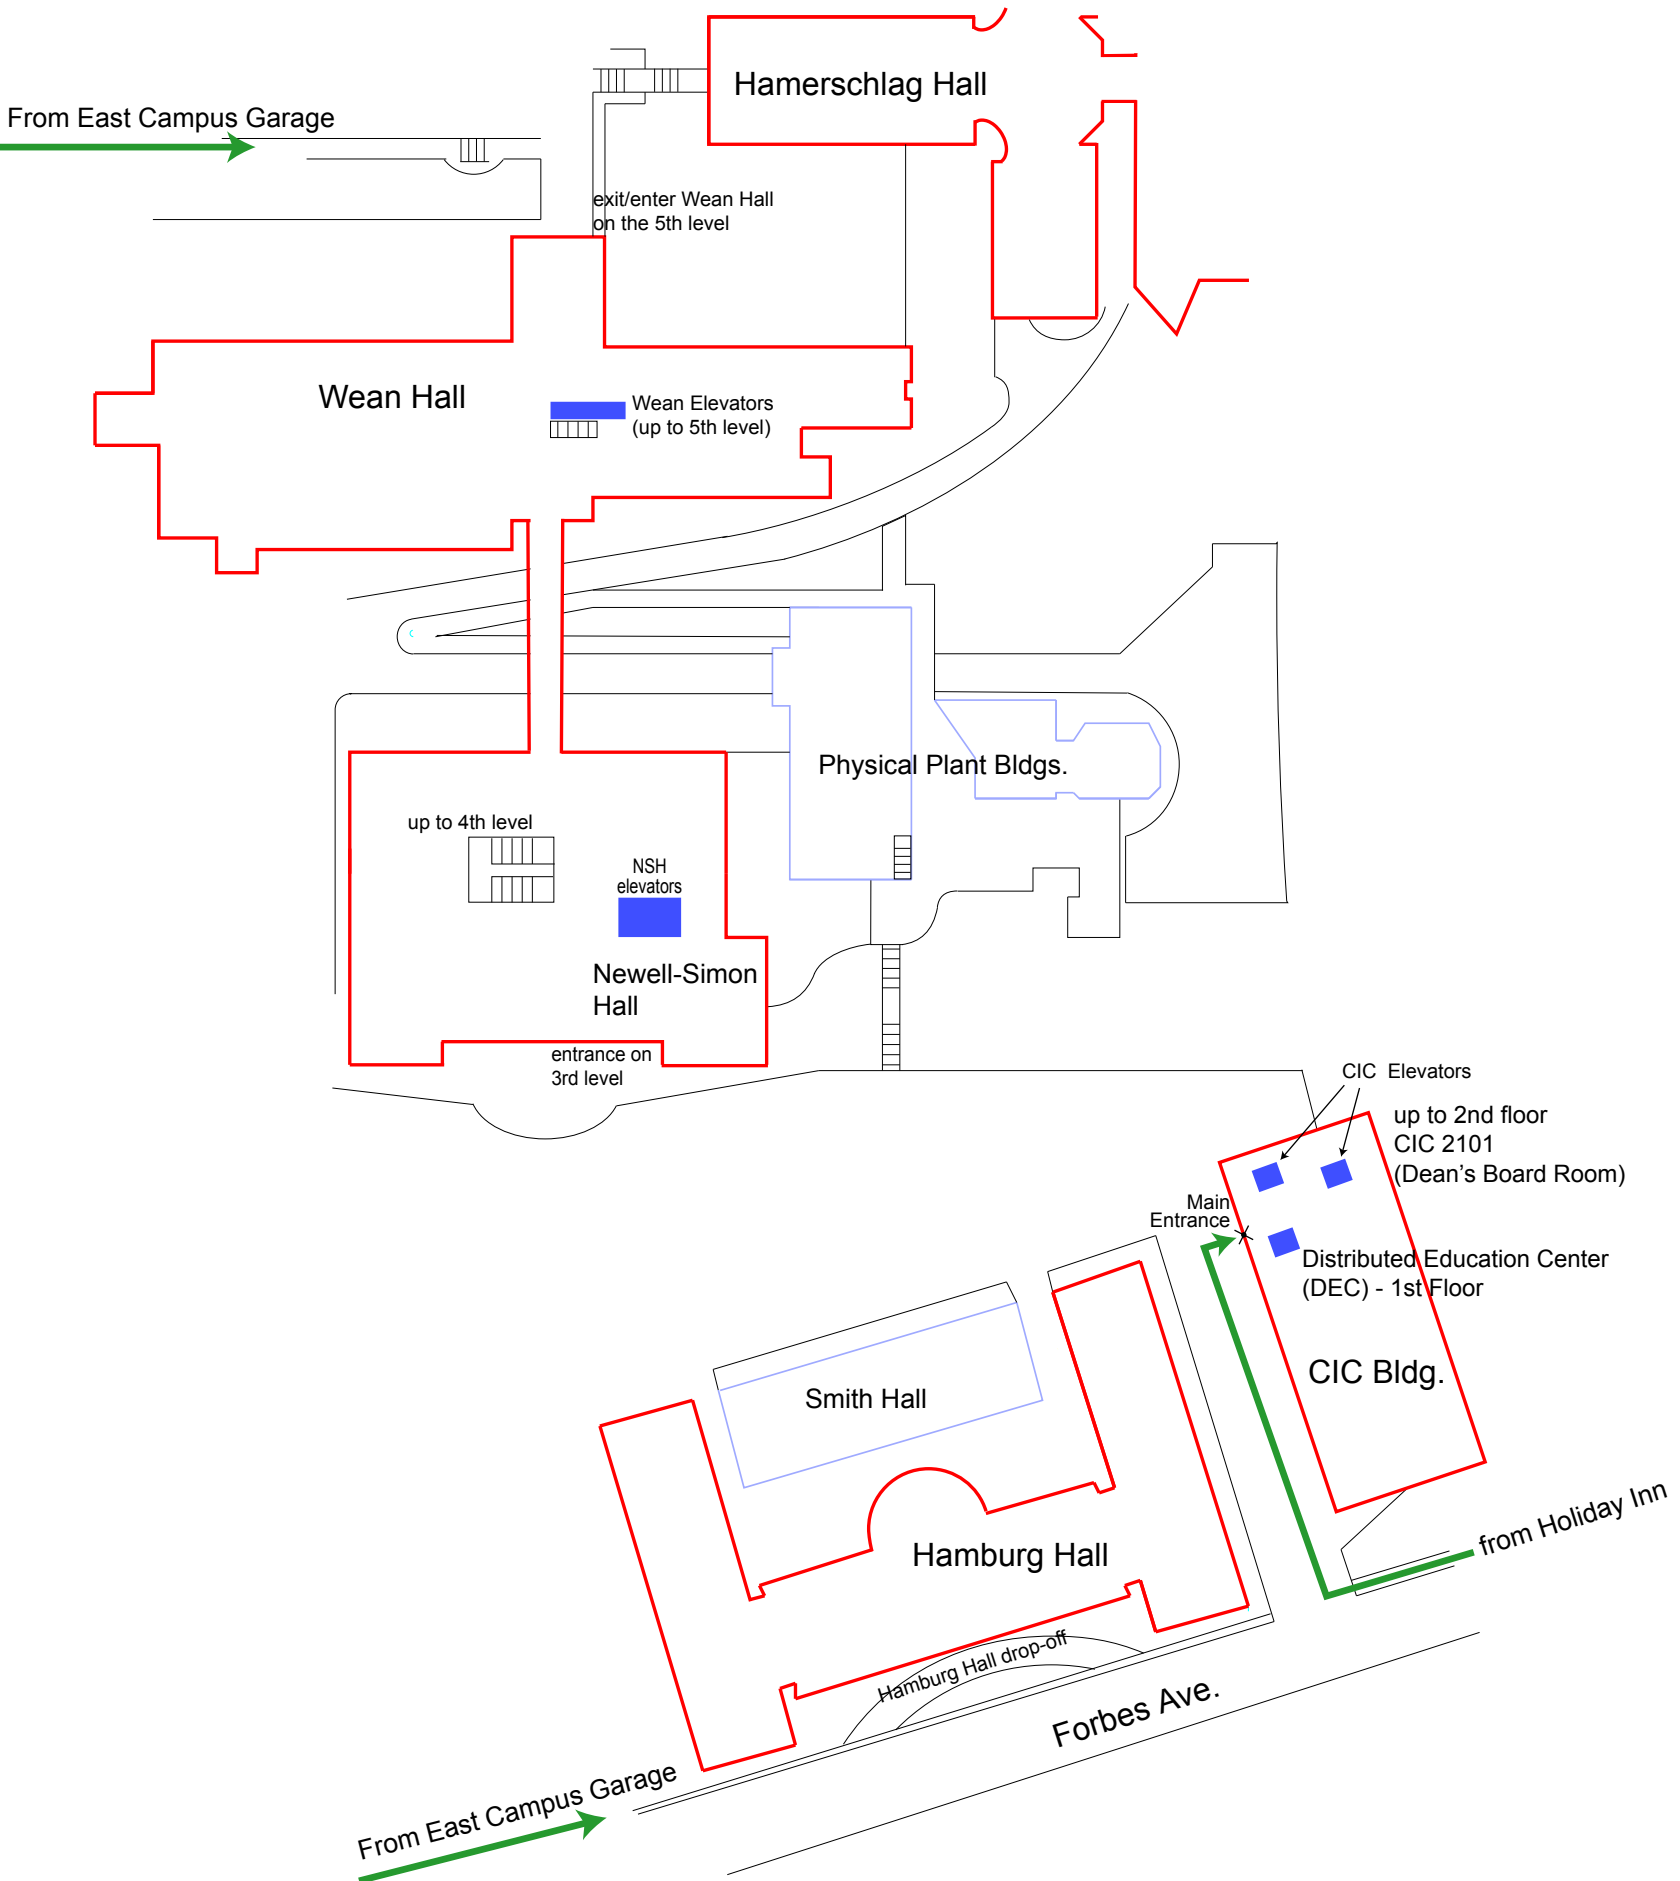 Hamerschlag Hall
From East Campus Garage
exit/enter Wean Hall
on the 5th level
Wean Hall
Wean Elevators
(up to 5th level)
Physical Plant Bldgs.
up to 4th level
NSH
elevators
Newell-Simon
Hall
entrance on
3rd level
CIC Elevators
up to 2nd floor
CIC 2101
(Dean's Board Room)
Main
Entrance
Distributed Education Center
(DEC) - 1st Floor
CIC Bldg.
Smith Hall
from Holiday Inn
Hamburg Hall
Hamburg Hall drop-off
Forbes Ave.
From East Campus Garage